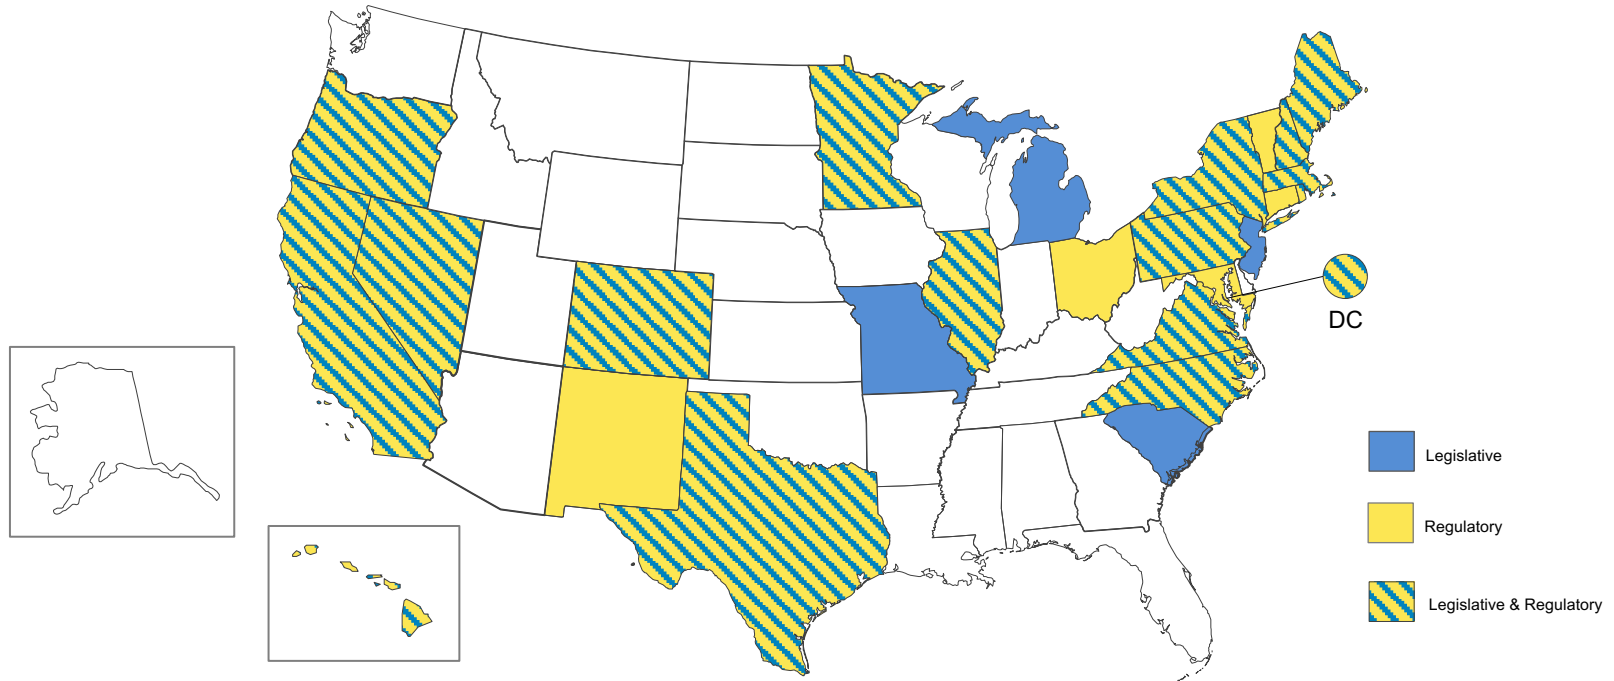 DC
Legislative
Regulatory
Legislative & Regulatory